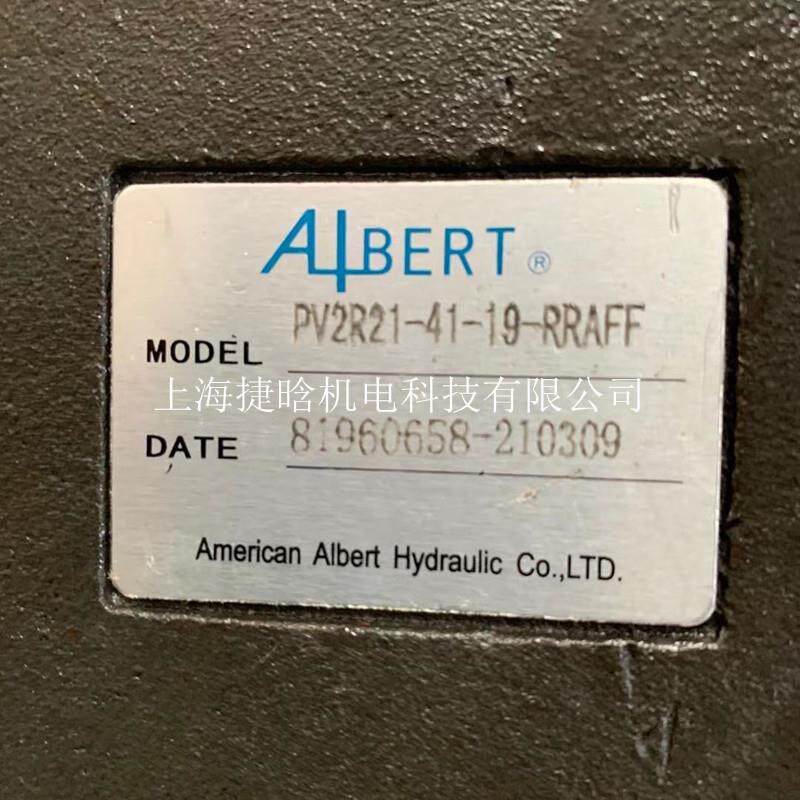 ALBERT®
MODEL PV2R21-41-19-RRAFF
上海捷晗机电科技有限公司
DATE 81960658-210309
American Albert Hydraulic Co.,LTD.